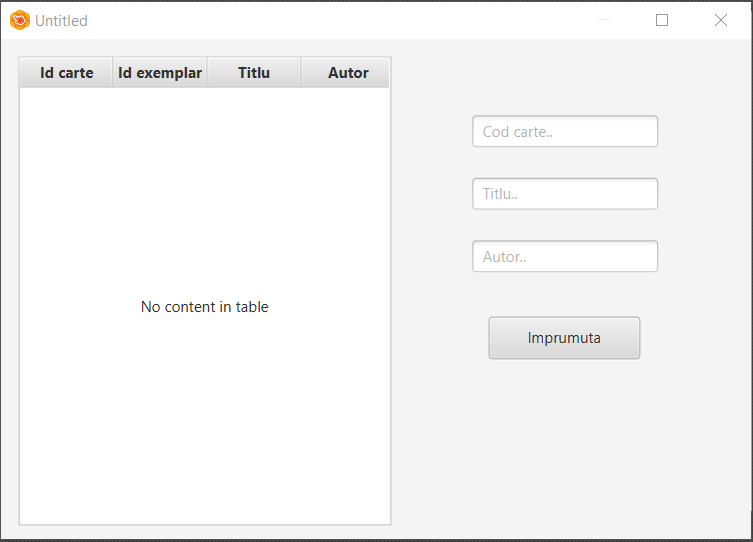 Untitled
Id carte Id exemplar Titlu Autor
No content in table
Cod carte..
Titlu..
Autor..
Imprumuta